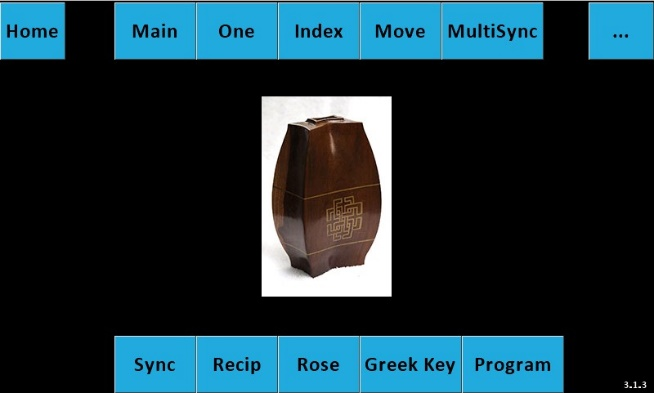 Home Main One Index Move MultiSync ...
Sync Recip Rose Greek Key Program
3.1.3